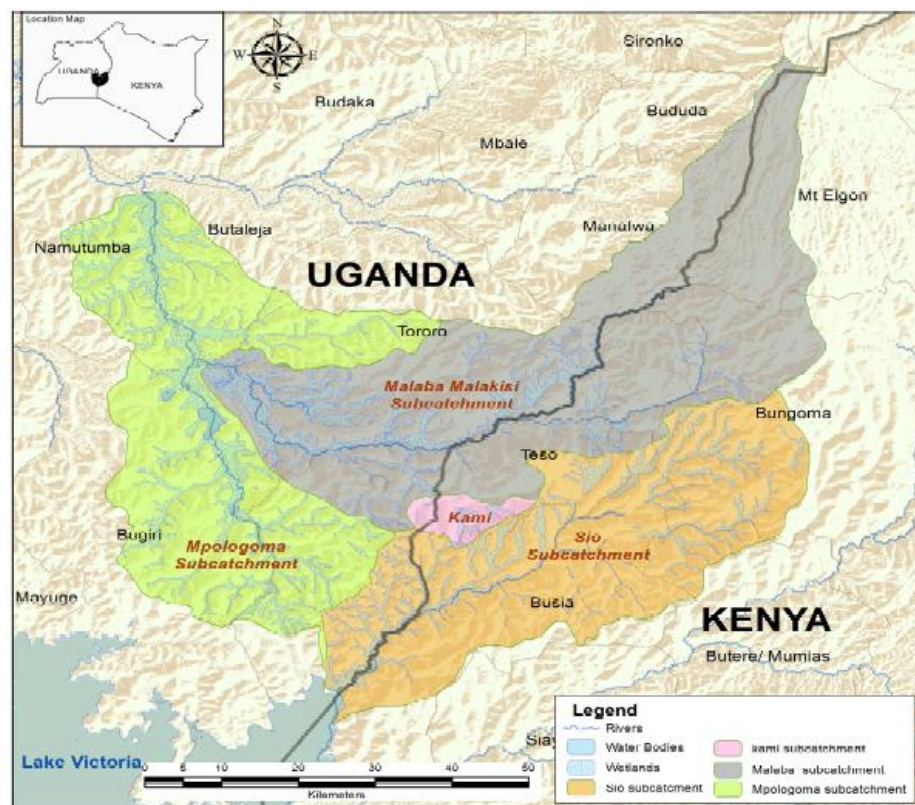 Location Map
UGANDA
KENYA
N
W E
S
Sironko
Budaka
Bududa
Mbale
Mt Elgon
Manafwa
Butaleja
Namutumba
UGANDA
Tororo
Malaba Malakisi
Subcatchment
Bungoma
Teso
Kami
Bugiri
Mpologoma
Subcatchment
Sio
Subcatchment
Mayuge
Busia
KENYA
Butere/ Mumias
Siay
Lake Victoria
0 5 10 20 30 40 50
Kilometers
Legend
Rivers
Water Bodies
Wetlands
Sio subcatcment
kami subcatchment
Malaba subcatchment
Mpologoma subcatchment